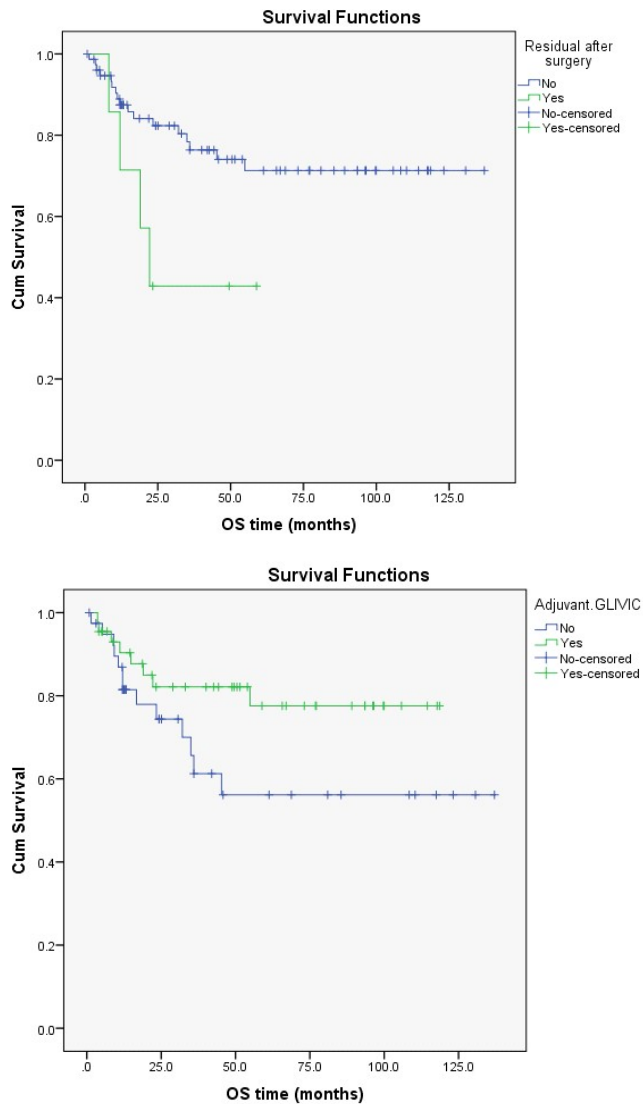 Survival Functions
Residual after
surgery
No
Yes
No-censored
Yes-censored
1.0
0.8
0.6
0.4
0.2
0.0
Cum Survival
.0 25.0 50.0 75.0 100.0 125.0
OS time (months)
Survival Functions
Adjuvant.GLIVIC
No
Yes
No-censored
Yes-censored
1.0
0.8
0.6
0.4
0.2
0.0
Cum Survival
.0 25.0 50.0 75.0 100.0 125.0
OS time (months)